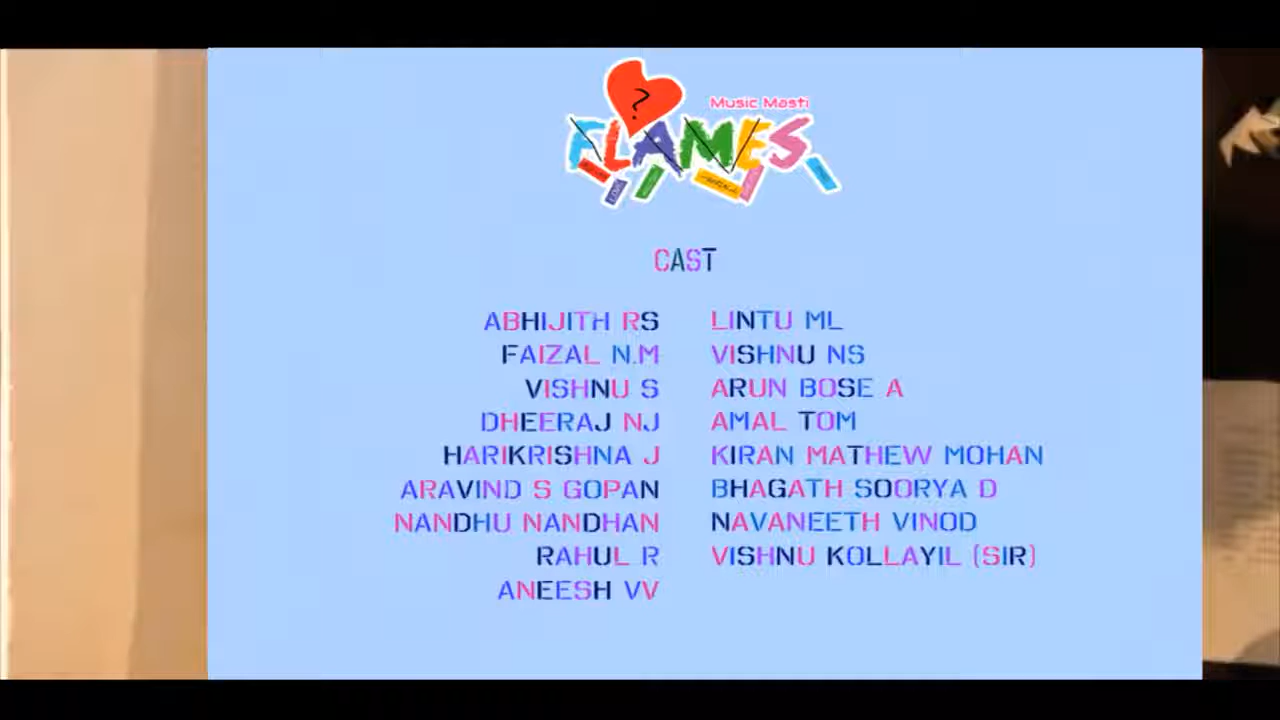 ?
Music Masti
FLAMES
CAST
ABHIJITH RS LINTU ML
FAIZAL N.M VISHNU NS
VISHNU S ARUN BOSE A
DHEERAJ NJ AMAL TOM
HARIKRISHNA J KIRAN MATHEW MOHAN
ARAVIND S GOPAN BHAGATH SOORYA D
NANDHU NANDHAN NAVANEETH VINOD
RAHUL R VISHNU KOLLAYIL (SIR)
ANEESH VV